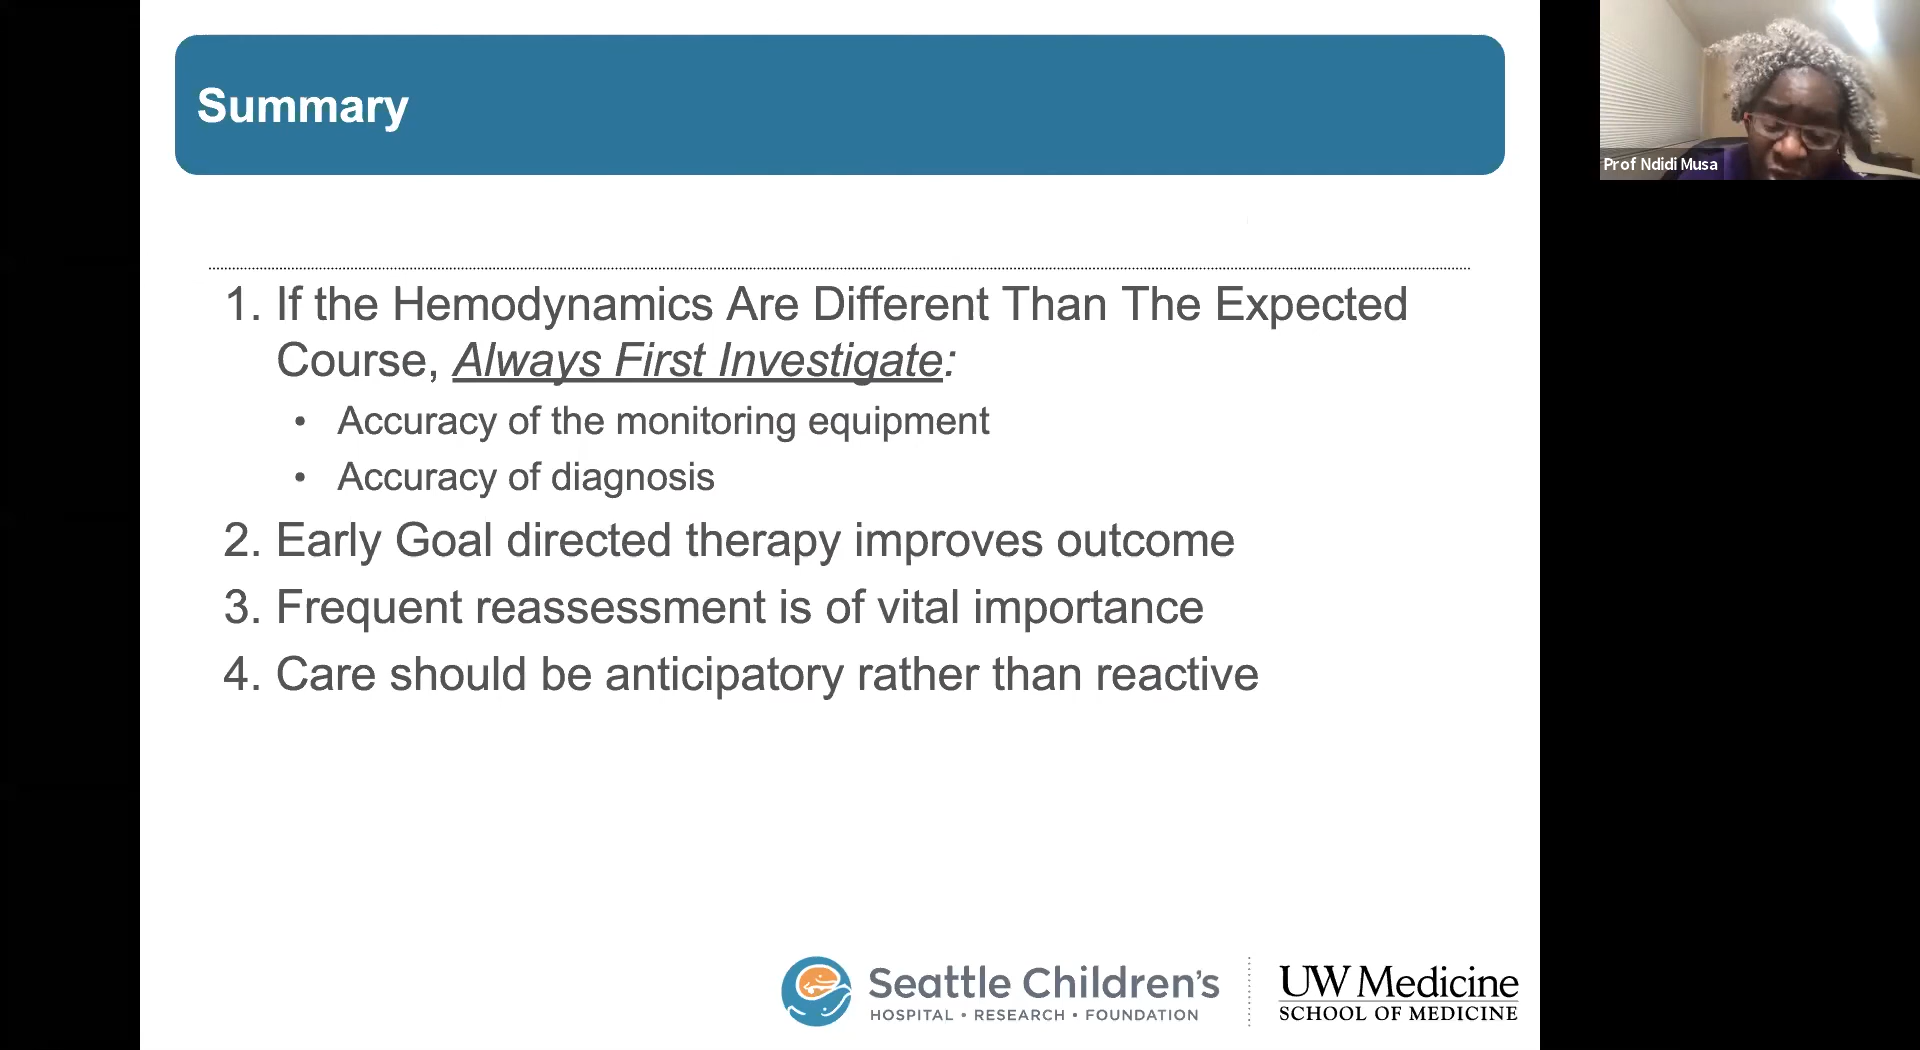 Summary
1. If the Hemodynamics Are Different Than The Expected
Course, Always First Investigate:
• Accuracy of the monitoring equipment
• Accuracy of diagnosis
2. Early Goal directed therapy improves outcome
3. Frequent reassessment is of vital importance
4. Care should be anticipatory rather than reactive
Seattle Children's
HOSPITAL • RESEARCH • FOUNDATION
UW Medicine
SCHOOL OF MEDICINE
Prof Ndidi Musa